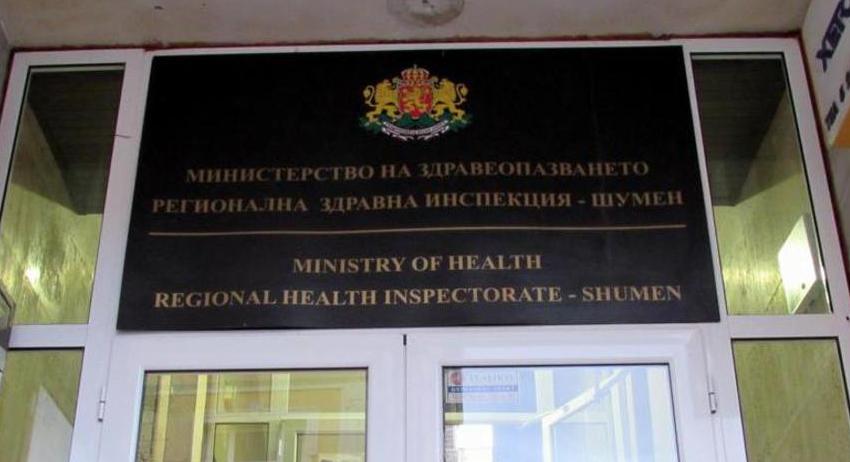 МИНИСТЕРСТВО НА ЗДРАВЕОПАЗВАНЕТО
РЕГИОНАЛНА ЗДРАВНА ИНСПЕКЦИЯ - ШУМЕН
MINISTRY OF HEALTH
REGIONAL HEALTH INSPECTORATE - SHUMEN